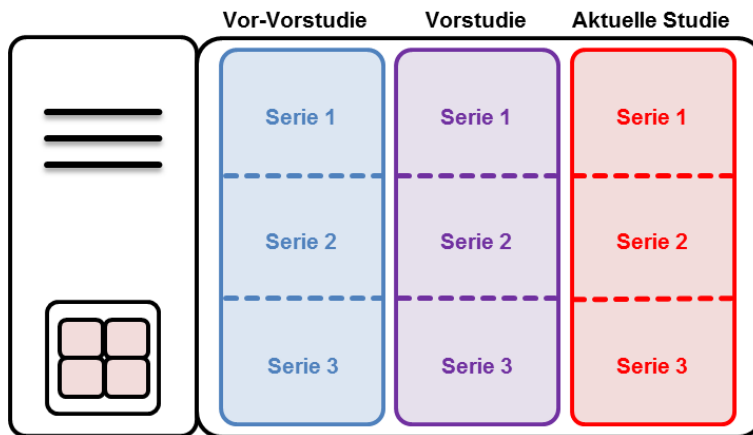 Vor-Vorstudie Vorstudie Aktuelle Studie
Serie 1 Serie 1 Serie 1
Serie 2 Serie 2 Serie 2
Serie 3 Serie 3 Serie 3